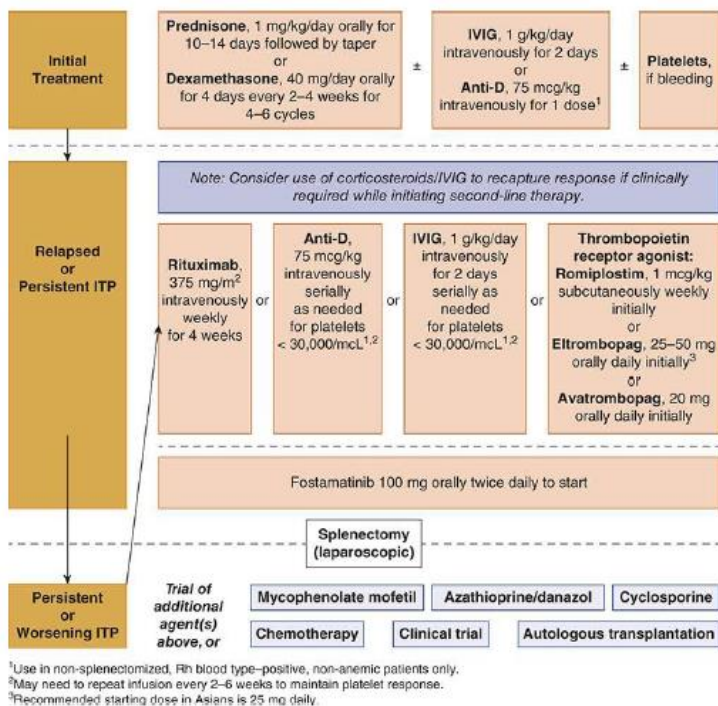 Initial
Treatment
Prednisone, 1 mg/kg/day orally for
10–14 days followed by taper
or
Dexamethasone, 40 mg/day orally
for 4 days every 2–4 weeks for
4–6 cycles
±
IVIG, 1 g/kg/day
intravenously for 2 days
or
Anti-D, 75 mcg/kg
intravenously for 1 dose¹
±
Platelets,
if bleeding
Note: Consider use of corticosteroids/IVIG to recapture response if clinically
required while initiating second-line therapy.
Relapsed
or
Persistent ITP
Rituximab,
375 mg/m²
intravenously
weekly
for 4 weeks
or
Anti-D,
75 mcg/kg
intravenously
serially
as needed
for platelets
< 30,000/mcL¹,²
or
IVIG, 1 g/kg/day
intravenously
for 2 days
serially as
needed
for platelets
< 30,000/mcL¹,²
or
Thrombopoietin
receptor agonist:
Romiplostim, 1 mcg/kg
subcutaneously weekly
initially
or
Eltrombopag, 25–50 mg
orally daily initially³
or
Avatrombopag, 20 mg
orally daily initially
Fostamatinib 100 mg orally twice daily to start
Splenectomy
(laparoscopic)
Persistent
or
Worsening ITP
Trial of
additional
agent(s)
above, or
Mycophenolate mofetil
Azathioprine/danazol
Cyclosporine
Chemotherapy
Clinical trial
Autologous transplantation
¹Use in non-splenectomized, Rh blood type–positive, non-anemic patients only.
²May need to repeat infusion every 2–6 weeks to maintain platelet response.
³Recommended starting dose in Asians is 25 mg daily.